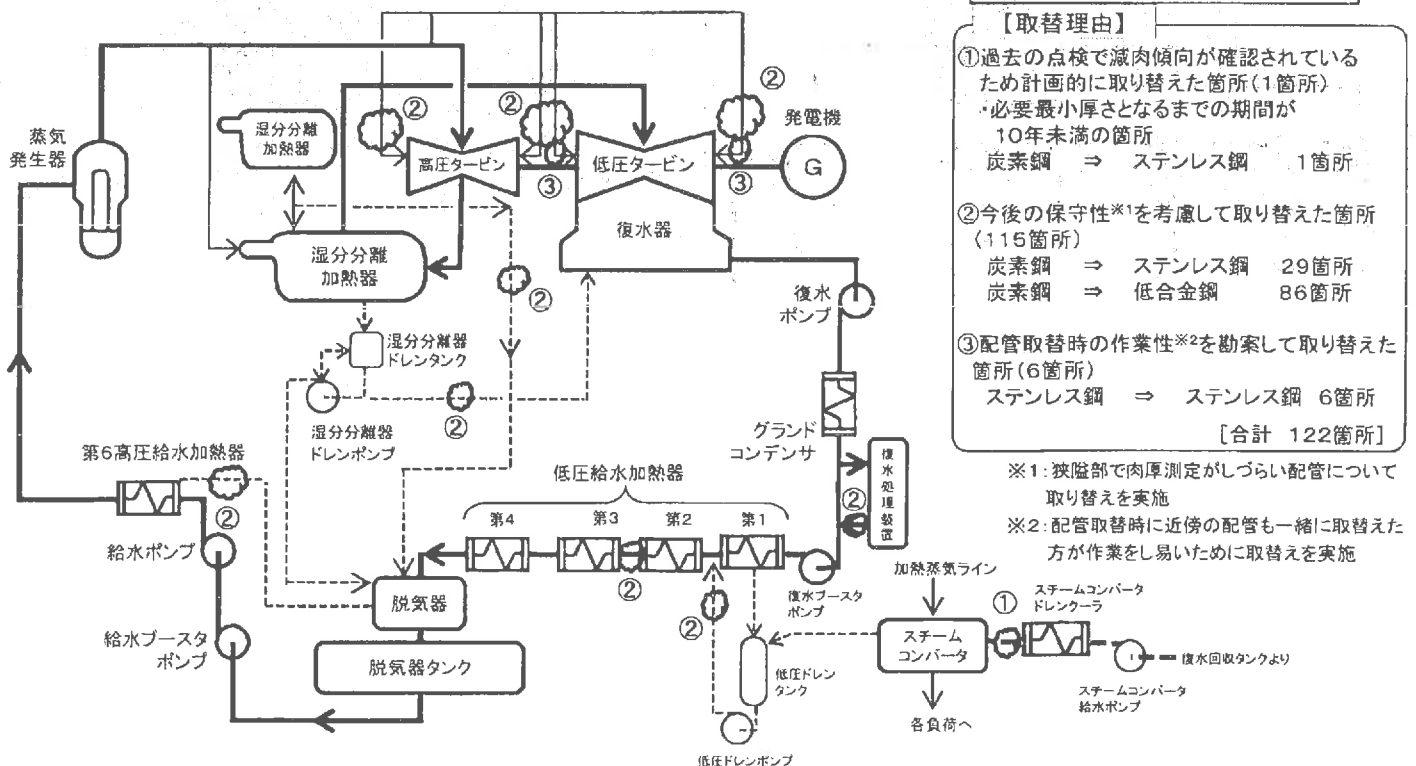 【取替理由】
①過去の点検で減肉傾向が確認されている
ため計画的に取り替えた箇所(1箇所)
・必要最小厚さとなるまでの期間が
10年未満の箇所
炭素鋼 ⇒ ステンレス鋼 1箇所
②今後の保守性※1を考慮して取り替えた箇所
(115箇所)
炭素鋼 ⇒ ステンレス鋼 29箇所
炭素鋼 ⇒ 低合金鋼 86箇所
③配管取替時の作業性※2を勘案して取り替えた
箇所(6箇所)
ステンレス鋼 ⇒ ステンレス鋼 6箇所
[合計 122箇所]
※1:狭隘部で肉厚測定がしづらい配管について
取り替えを実施
※2:配管取替時に近傍の配管も一緒に取替えた
方が作業をし易いために取替えを実施
蒸気
発生器
湿分分離
加熱器
②
高圧タービン
②
③
低圧タービン
②
③
発電機
G
復水器
湿分分離
加熱器
②
湿分分離器
ドレンタンク
湿分分離器
ドレンポンプ
②
復水
ポンプ
グランド
コンデンサ
復水処理装置
②
第6高圧給水加熱器
②
給水ポンプ
給水ブースタ
ポンプ
脱気器
脱気器タンク
低圧給水加熱器
第4
第3
第2
第1
②
②
復水ブースタ
ポンプ
低圧ドレン
タンク
低圧ドレンポンプ
加熱蒸気ライン
スチーム
コンバータ
各負荷へ
①
スチームコンバータ
ドレンクーラ
復水回収タンクより
スチームコンバータ
給水ポンプ